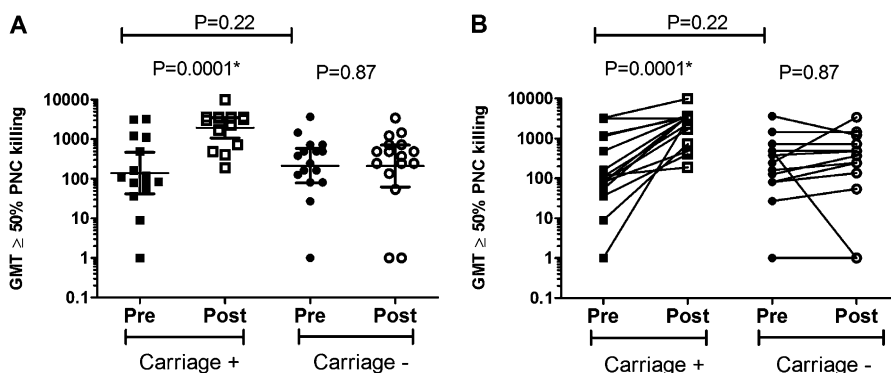 A
P=0.22
P=0.0001*
P=0.87
GMT ≥ 50% PNC killing
10000
1000
100
10
1
0.1
Pre Post Pre Post
Carriage + Carriage -
B
P=0.22
P=0.0001*
P=0.87
GMT ≥ 50% PNC killing
10000
1000
100
10
1
0.1
Pre Post Pre Post
Carriage + Carriage -